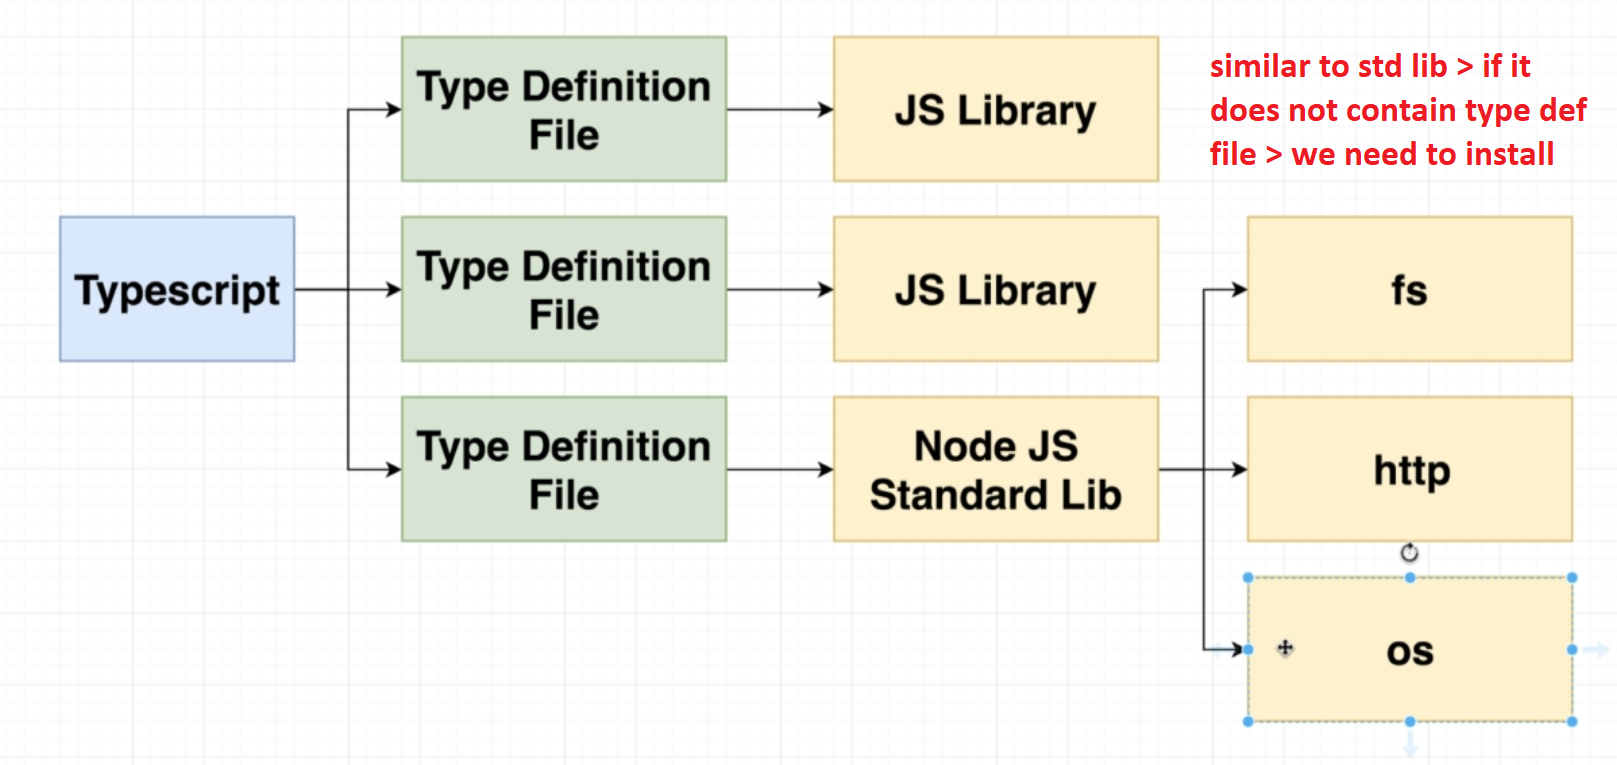 Type Definition
File
JS Library
similar to std lib > if it
does not contain type def
file > we need to install
Typescript
Type Definition
File
JS Library
fs
Type Definition
File
Node JS
Standard Lib
http
os